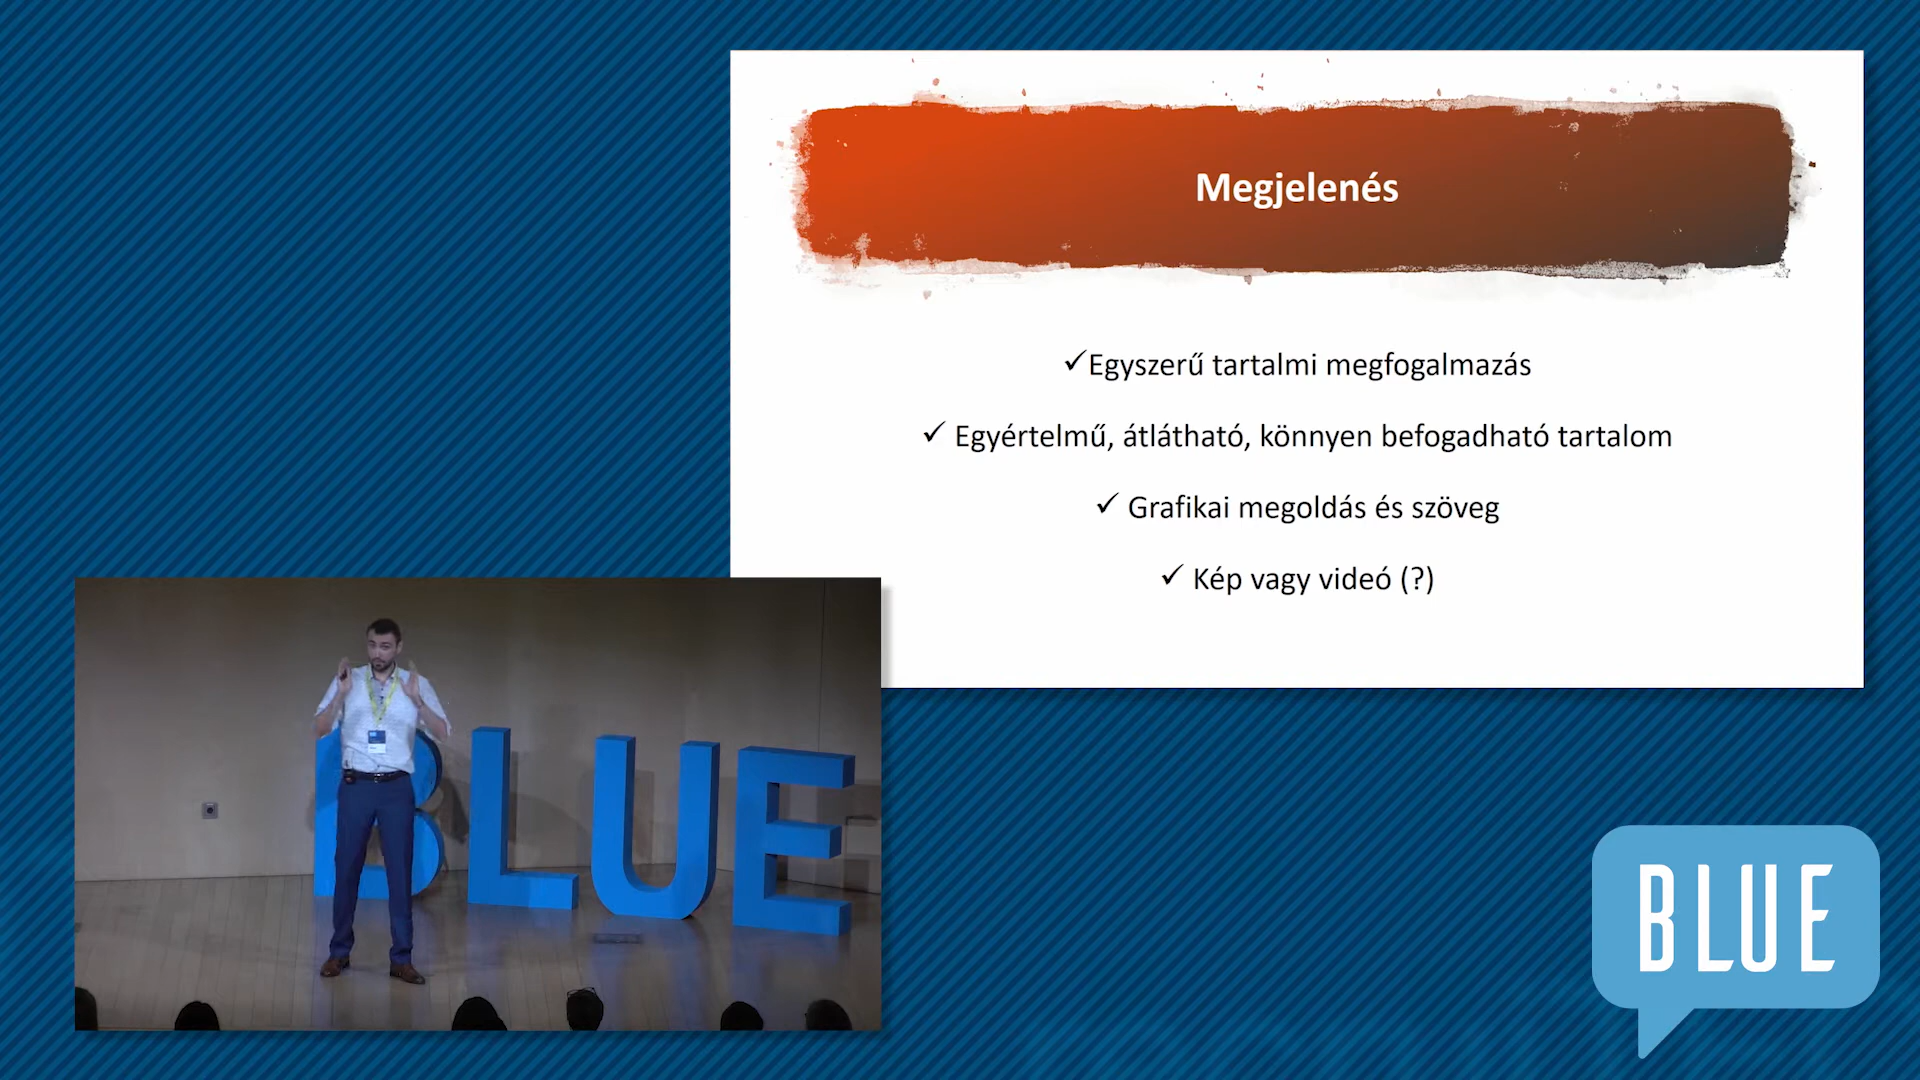 Megjelenés
✓Egyszerű tartalmi megfogalmazás
✓ Egyértelmű, átlátható, könnyen befogadható tartalom
✓ Grafikai megoldás és szöveg
✓ Kép vagy videó (?)
BLUE
BLUE